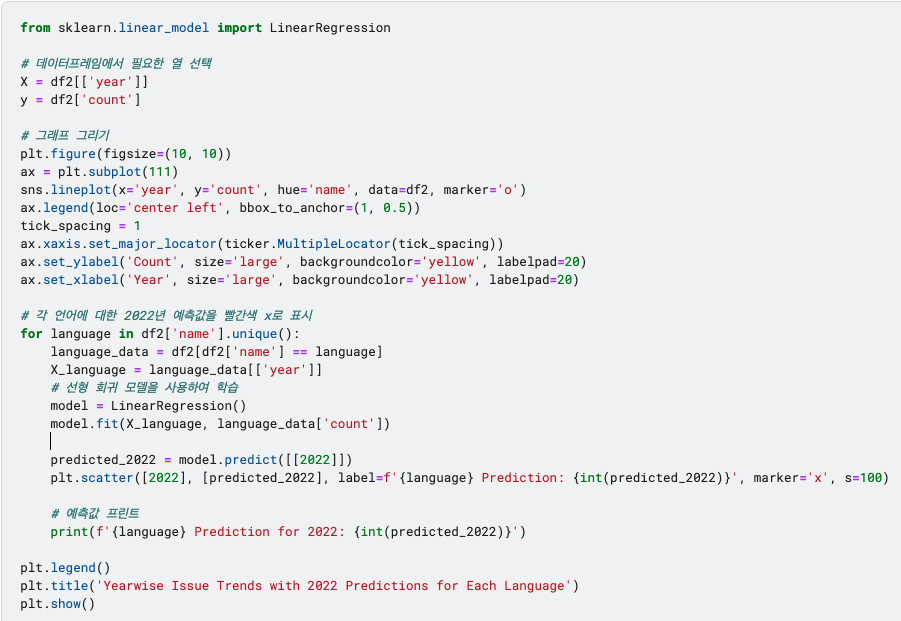 from sklearn.linear_model import LinearRegression
# 데이터프레임에서 필요한 열 선택
X = df2[['year']]
y = df2['count']
# 그래프 그리기
plt.figure(figsize=(10, 10))
ax = plt.subplot(111)
sns.lineplot(x='year', y='count', hue='name', data=df2, marker='o')
ax.legend(loc='center left', bbox_to_anchor=(1, 0.5))
tick_spacing = 1
ax.xaxis.set_major_locator(ticker.MultipleLocator(tick_spacing))
ax.set_ylabel('Count', size='large', backgroundcolor='yellow', labelpad=20)
ax.set_xlabel('Year', size='large', backgroundcolor='yellow', labelpad=20)
# 각 언어에 대한 2022년 예측값을 빨간색 x로 표시
for language in df2['name'].unique():
    language_data = df2[df2['name'] == language]
    X_language = language_data[['year']]
    # 선형 회귀 모델을 사용하여 학습
    model = LinearRegression()
    model.fit(X_language, language_data['count'])
    predicted_2022 = model.predict([[2022]])
    plt.scatter([2022], [predicted_2022], label=f'{language} Prediction: {int(predicted_2022)}', marker='x', s=100)
    # 예측값 프린트
    print(f'{language} Prediction for 2022: {int(predicted_2022)}')
plt.legend()
plt.title('Yearwise Issue Trends with 2022 Predictions for Each Language')
plt.show()